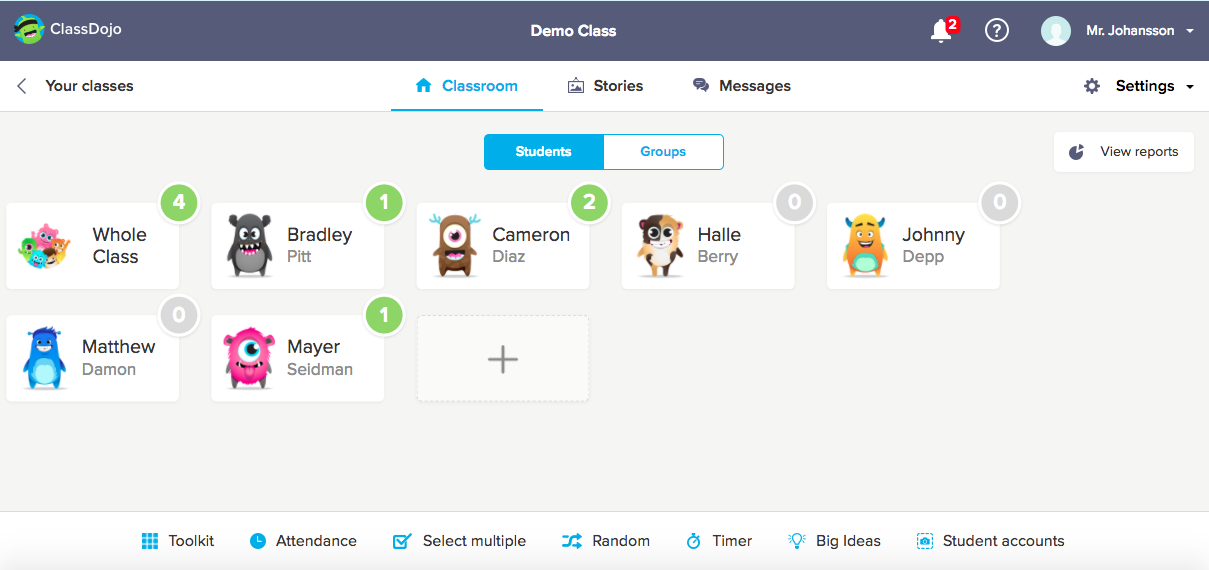 ClassDojo
Demo Class
2
Mr. Johansson
Your classes
Classroom
Stories
Messages
Settings
Students
Groups
View reports
4
Whole
Class
1
Bradley
Pitt
2
Cameron
Diaz
0
Halle
Berry
0
Johnny
Depp
0
Matthew
Damon
1
Mayer
Seidman
Toolkit
Attendance
Select multiple
Random
Timer
Big Ideas
Student accounts